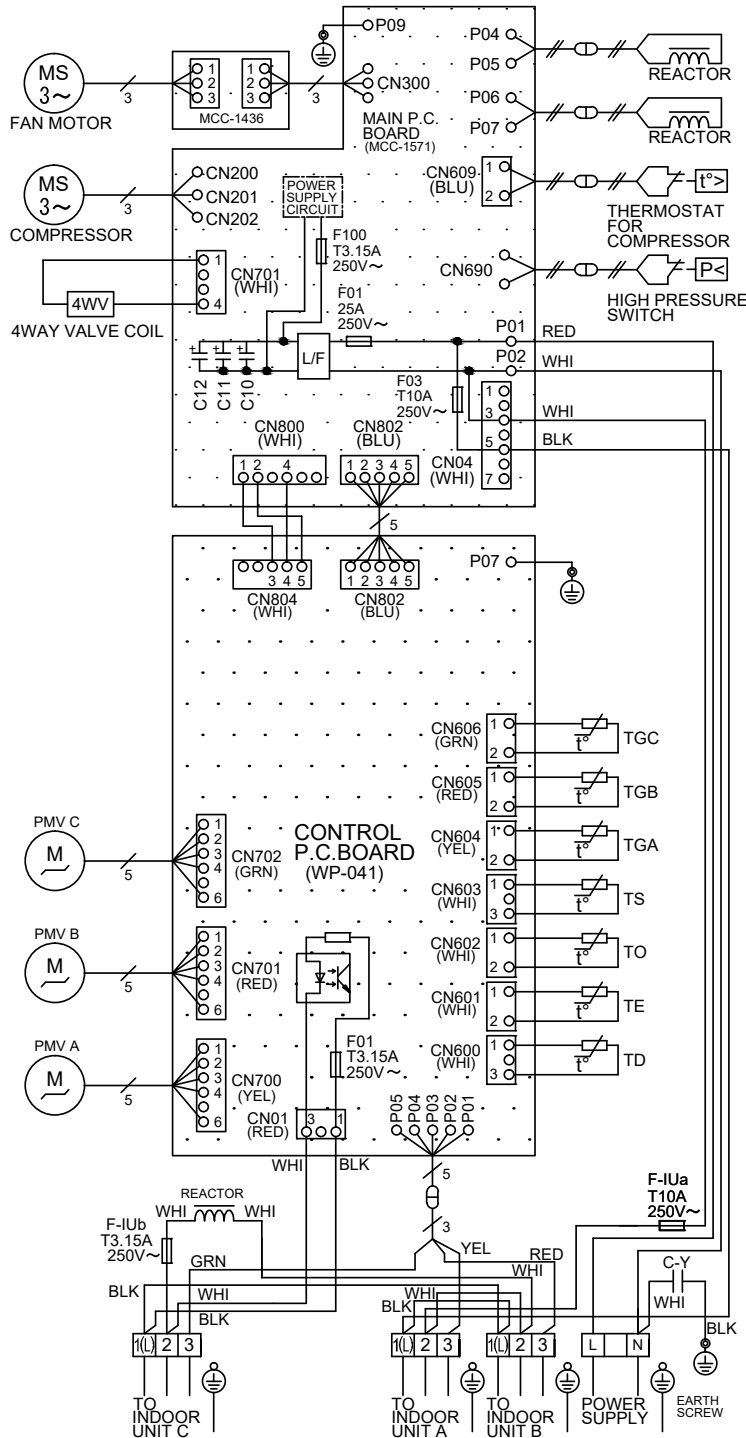 P09
MS
3~
3
FAN MOTOR
1
2
3
1
2
3
MCC-1436
3
CN300
MAIN P.C.
BOARD
(MCC-1571)
P04
P05
REACTOR
P06
P07
REACTOR
MS
3~
3
COMPRESSOR
CN200
CN201
CN202
POWER
SUPPLY
CIRCUIT
CN609
(BLU)
1
2
t°>
THERMOSTAT
FOR
COMPRESSOR
F100
T3.15A
250V~
CN690
P<
HIGH PRESSURE
SWITCH
1
4
CN701
(WHI)
4WV
4WAY VALVE COIL
F01
25A
250V~
P01
RED
P02
WHI
+
+
+
C12
C11
C10
L/F
F03
T10A
250V~
1
3
5
7
CN04
(WHI)
WHI
BLK
CN800
(WHI)
1 2 4
CN802
(BLU)
1 2 3 4 5
5
3 4 5
CN804
(WHI)
1 2 3 4 5
CN802
(BLU)
P07
CN606
(GRN)
1
2
t°
TGC
CN605
(RED)
1
2
t°
TGB
CN604
(YEL)
1
2
t°
TGA
CN603
(WHI)
1
3
t°
TS
CN602
(WHI)
1
2
t°
TO
CN601
(WHI)
1
2
t°
TE
CN600
(WHI)
1
3
t°
TD
CONTROL
P.C.BOARD
(WP-041)
PMV C
M
5
1
2
3
4
6
CN702
(GRN)
PMV B
M
5
1
2
3
4
6
CN701
(RED)
PMV A
M
5
1
2
3
4
6
CN700
(YEL)
F01
T3.15A
250V~
CN01
(RED)
3 1
WHI
BLK
P05
P04
P03
P02
P01
5
3
REACTOR
WHI
WHI
F-IUb
T3.15A
250V~
GRN
YEL
RED
F-IUa
T10A
250V~
BLK
WHI
BLK
WHI
WHI
BLK
C-Y
WHI
BLK
1(L) 2 3
1(L) 2 3
1(L) 2 3
L N
TO
INDOOR
UNIT C
TO
INDOOR
UNIT A
TO
INDOOR
UNIT B
POWER
SUPPLY
EARTH
SCREW